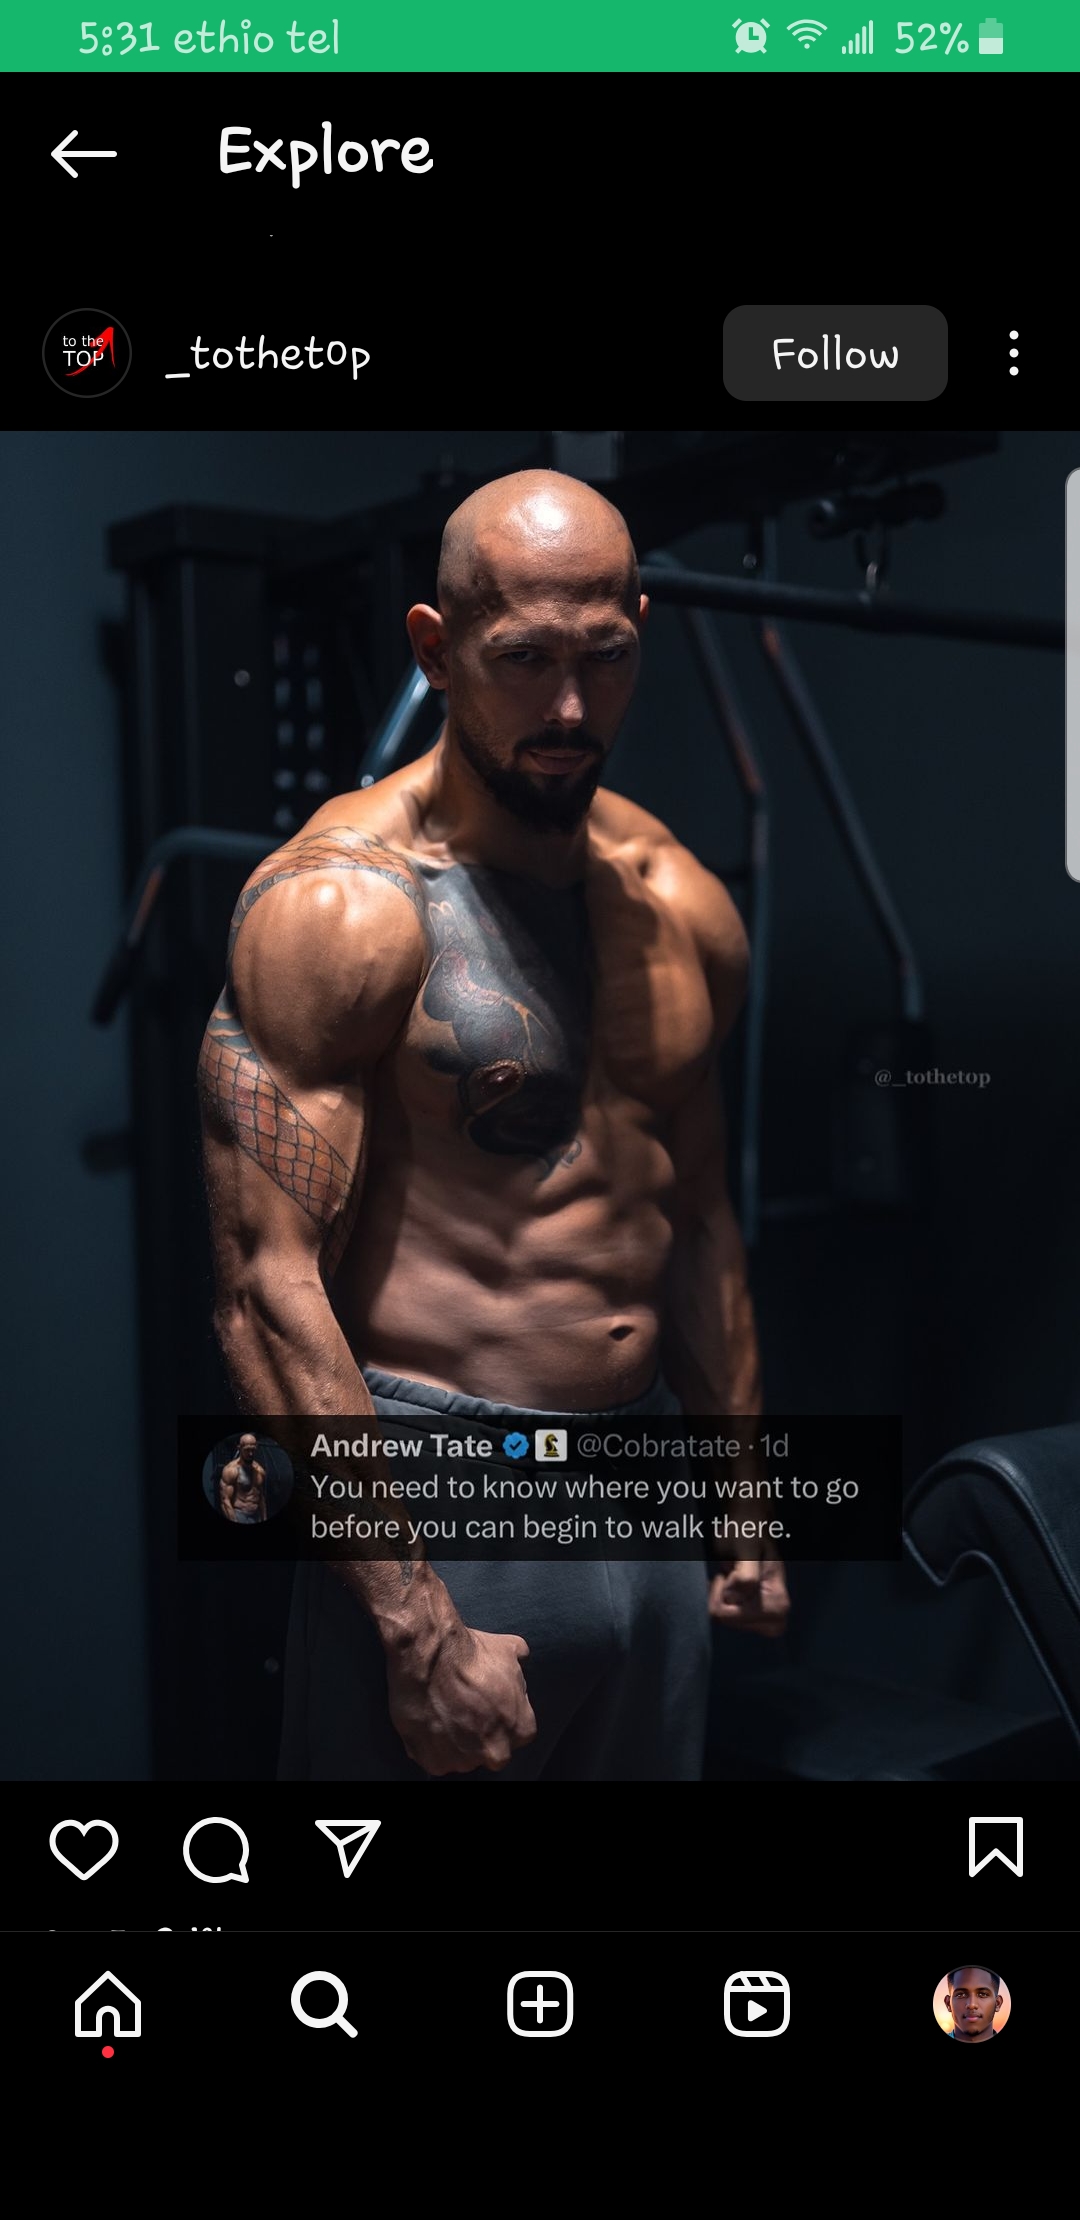 5:31 ethio tel 52%
Explore
to the
TOP
_tothet0p
Follow
@_tothetop
Andrew Tate @Cobratate · 1d
You need to know where you want to go
before you can begin to walk there.